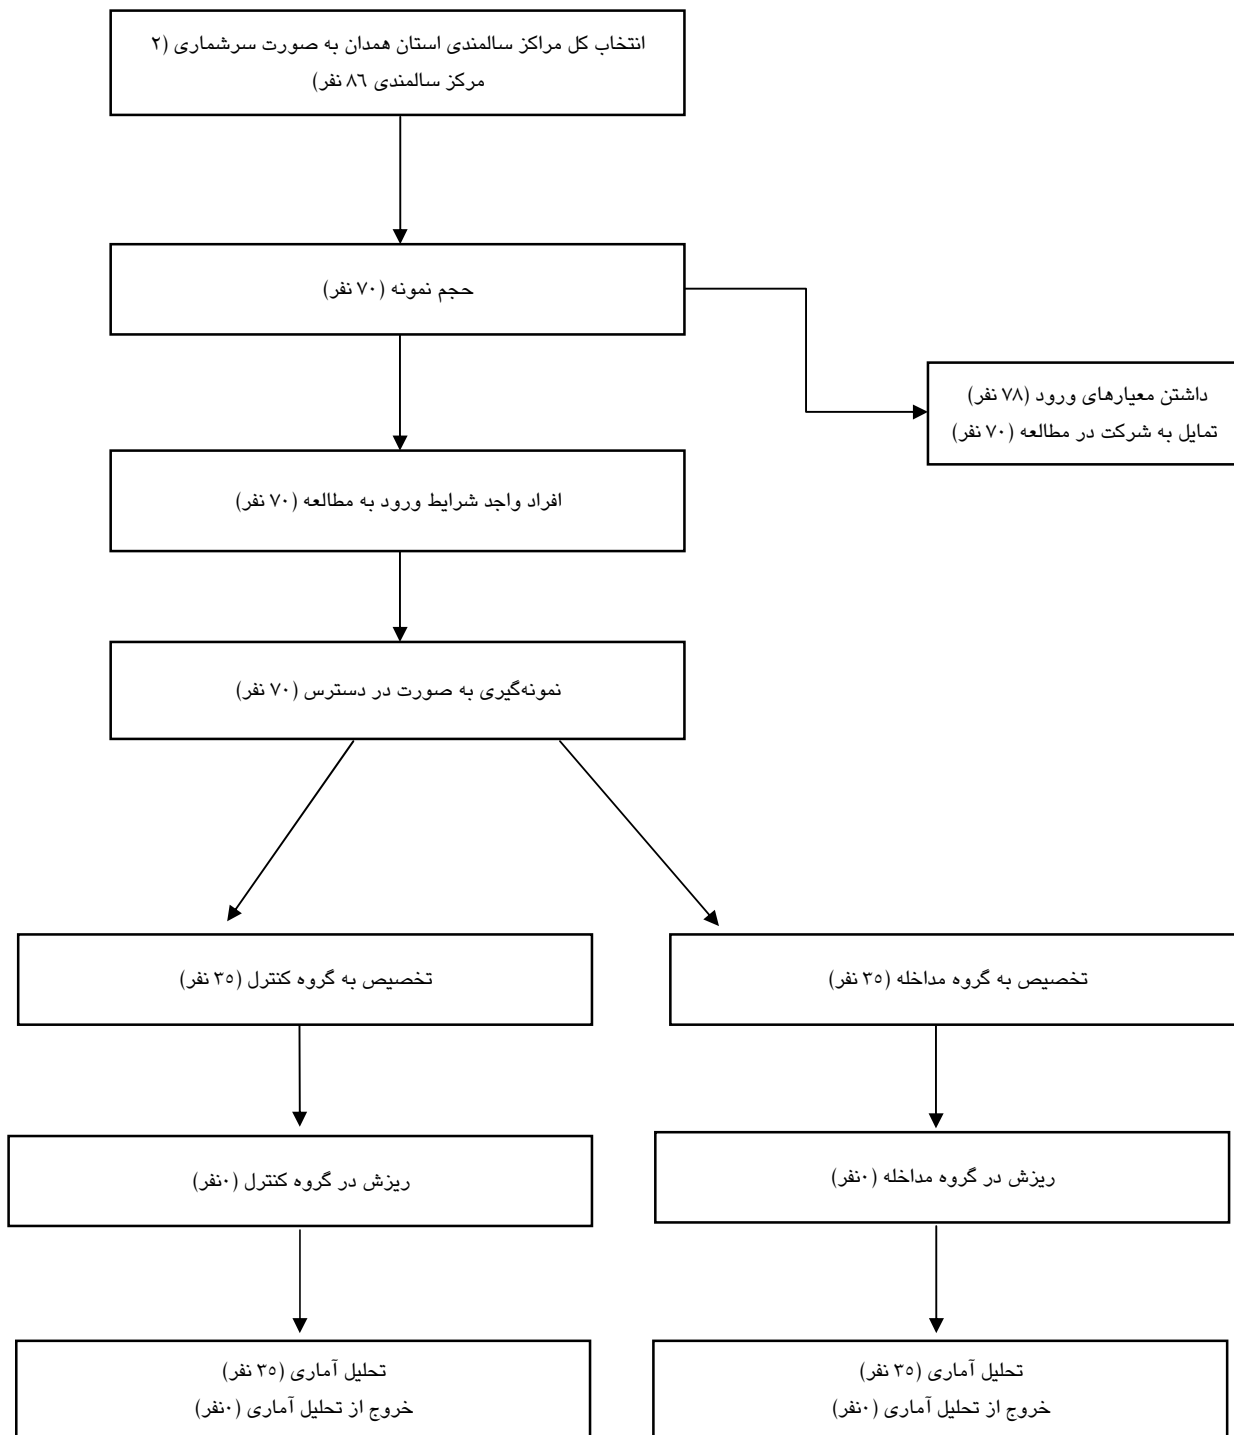 انتخاب کل مراکز سالمندی استان همدان به صورت سرشماری (۲
مرکز سالمندی ۸۶ نفر)
حجم نمونه (۷۰ نفر)
داشتن معیارهای ورود (۷۸ نفر)
تمایل به شرکت در مطالعه (۷۰ نفر)
افراد واجد شرایط ورود به مطالعه (۷۰ نفر)
نمونه‌گیری به صورت در دسترس (۷۰ نفر)
تخصیص به گروه مداخله (۳۵ نفر)
تخصیص به گروه کنترل (۳۵ نفر)
ریزش در گروه مداخله (۰نفر)
ریزش در گروه کنترل (۰نفر)
تحلیل آماری (۳۵ نفر)
خروج از تحلیل آماری (۰نفر)
تحلیل آماری (۳۵ نفر)
خروج از تحلیل آماری (۰نفر)